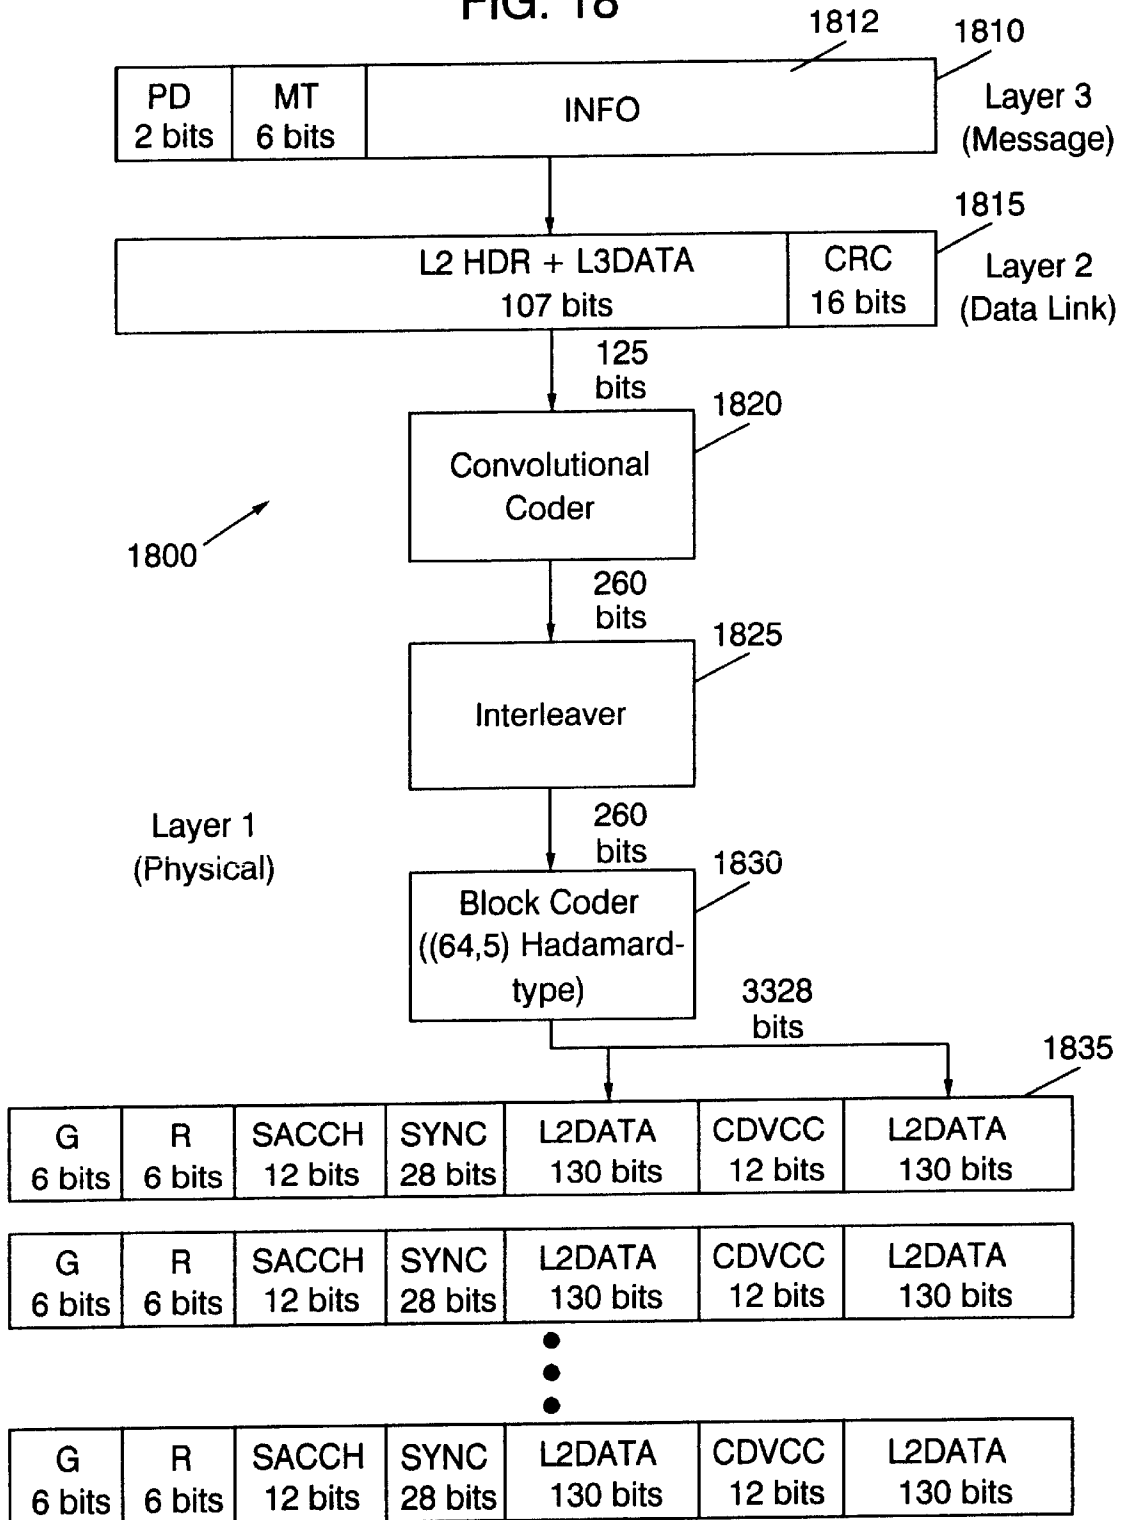 FIG. 18
1812
1810
PD
2 bits
MT
6 bits
INFO
Layer 3
(Message)
1815
L2 HDR + L3DATA
107 bits
CRC
16 bits
Layer 2
(Data Link)
125
bits
1820
Convolutional
Coder
1800
260
bits
1825
Interleaver
Layer 1
(Physical)
260
bits
1830
Block Coder
((64,5) Hadamard-
type)
3328
bits
1835
G
6 bits
R
6 bits
SACCH
12 bits
SYNC
28 bits
L2DATA
130 bits
CDVCC
12 bits
L2DATA
130 bits
G
6 bits
R
6 bits
SACCH
12 bits
SYNC
28 bits
L2DATA
130 bits
CDVCC
12 bits
L2DATA
130 bits
G
6 bits
R
6 bits
SACCH
12 bits
SYNC
28 bits
L2DATA
130 bits
CDVCC
12 bits
L2DATA
130 bits